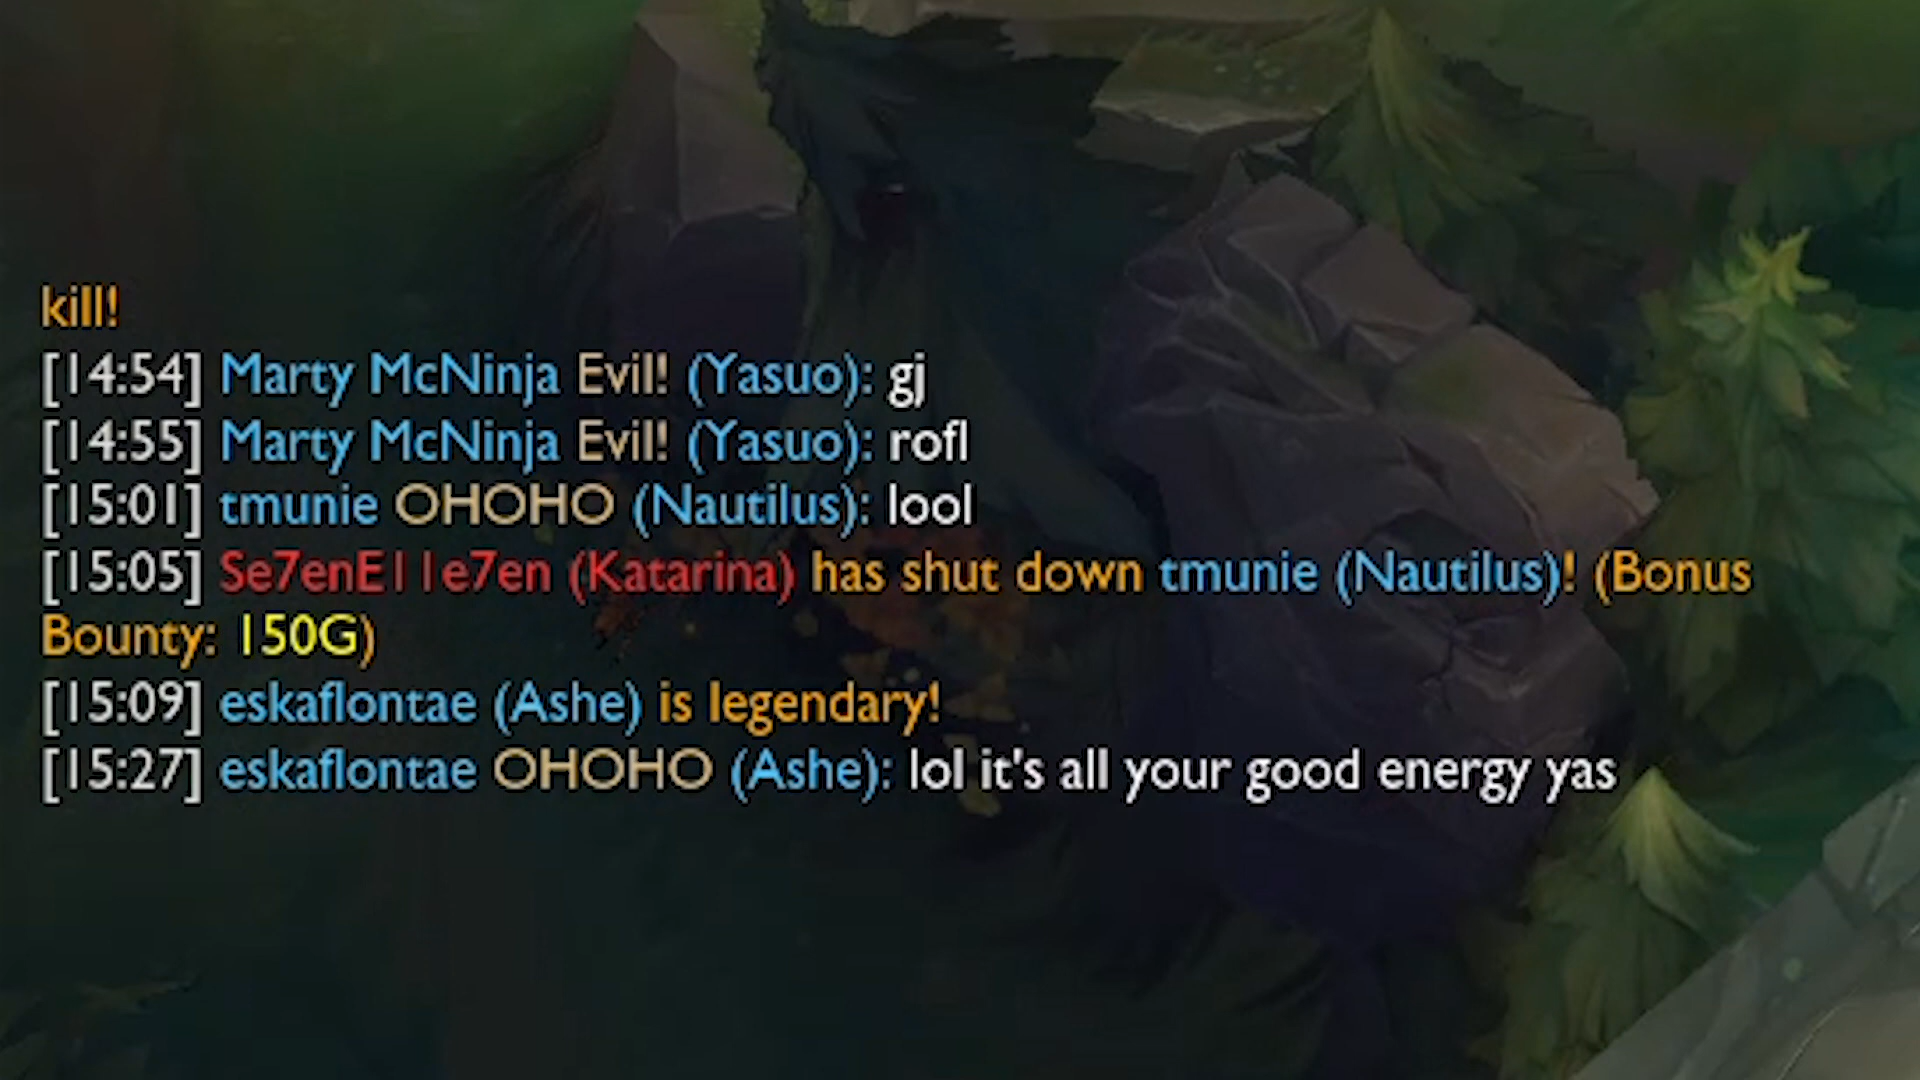 kill!
[14:54] Marty McNinja Evil! (Yasuo): gj
[14:55] Marty McNinja Evil! (Yasuo): rofl
[15:01] tmunie OHOHO (Nautilus): lool
[15:05] Se7enE11e7en (Katarina) has shut down tmunie (Nautilus)! (Bonus
Bounty: 150G)
[15:09] eskaflontae (Ashe) is legendary!
[15:27] eskaflontae OHOHO (Ashe): lol it's all your good energy yas